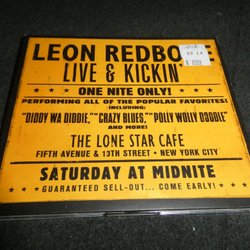 LEON REDBO
LIVE & KICKIN'
ONE NITE ONLY!
PERFORMING ALL OF THE POPULAR FAVORITES!
INCLUDING:
"DIDDY WA DIDDIE," "CRAZY BLUES," "POLLY WOLLY DOODLE"
AND MORE!
THE LONE STAR CAFE
FIFTH AVENUE & 13TH STREET • NEW YORK CITY
SATURDAY AT MIDNITE
GUARANTEED SELL-OUT... COME EARLY!